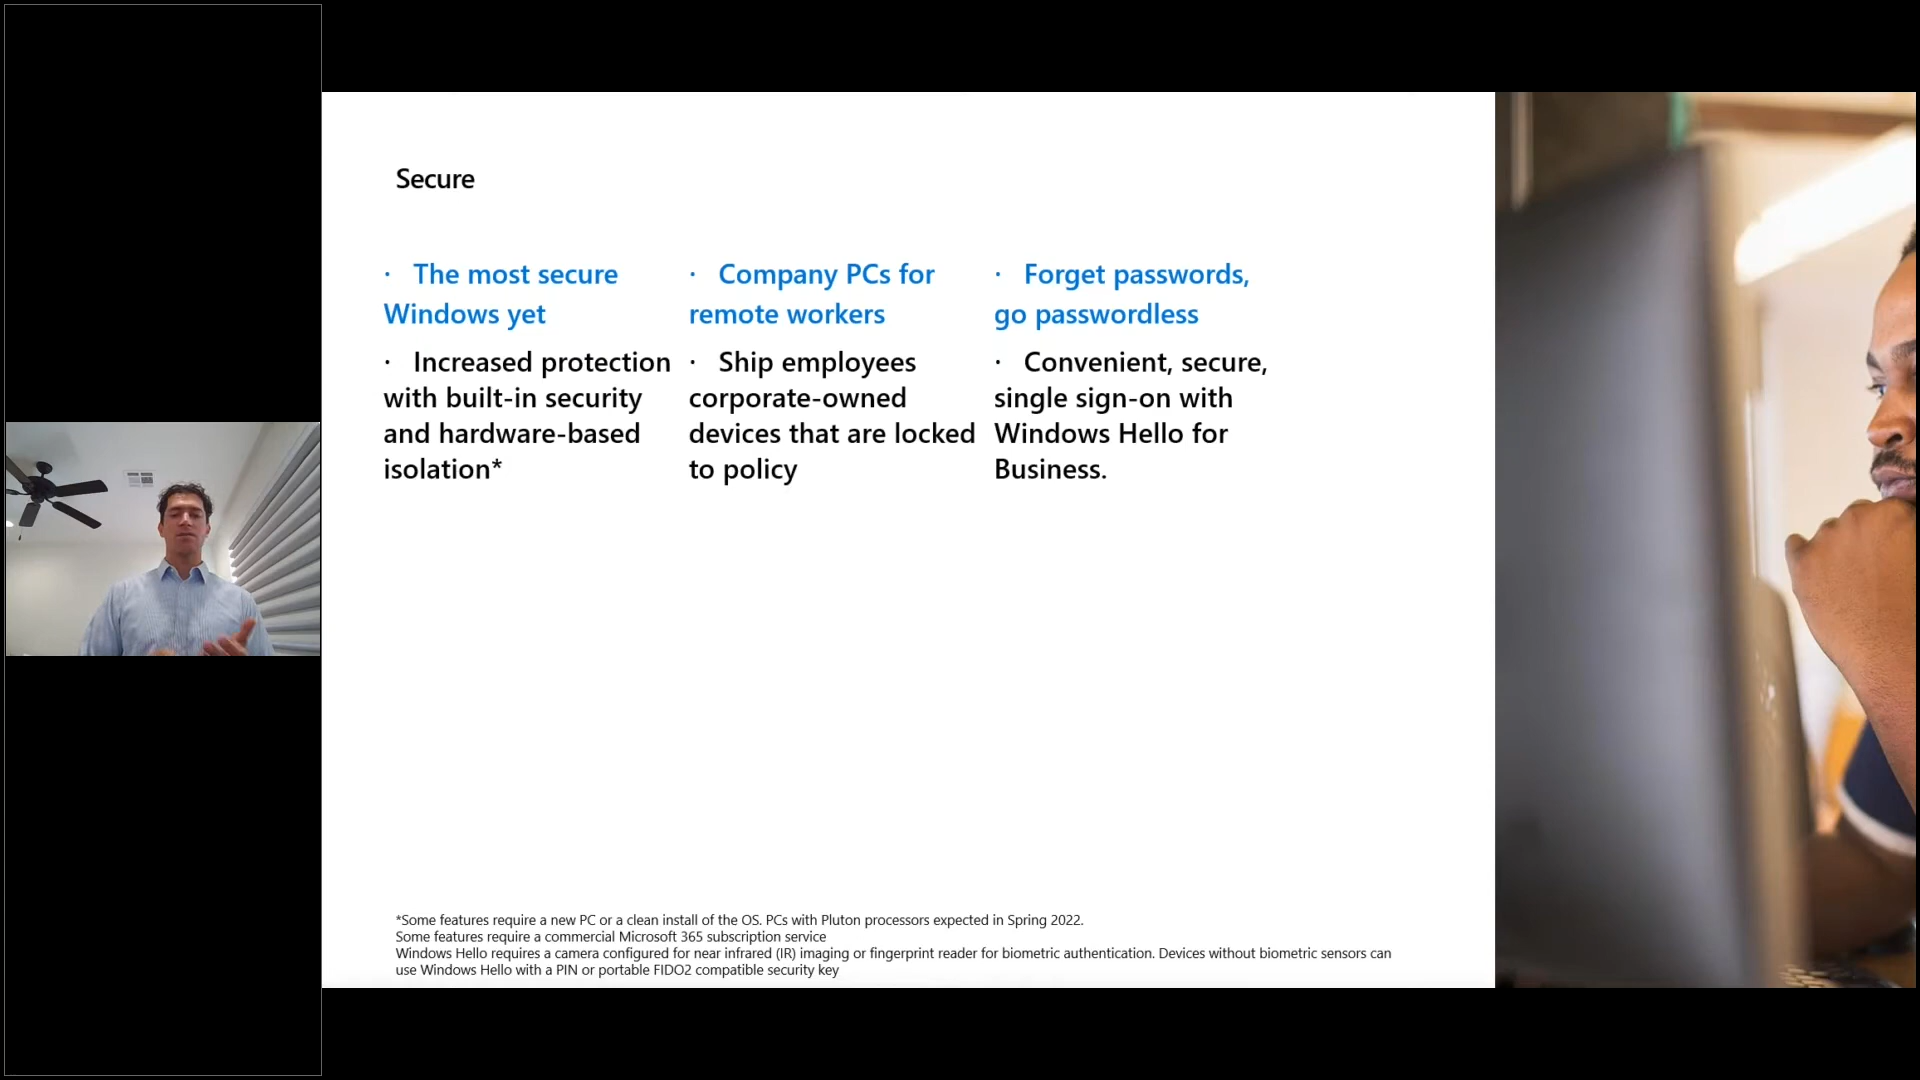 Secure
· The most secure
Windows yet
· Increased protection
with built-in security
and hardware-based
isolation*
· Company PCs for
remote workers
· Ship employees
corporate-owned
devices that are locked
to policy
· Forget passwords,
go passwordless
· Convenient, secure,
single sign-on with
Windows Hello for
Business.
*Some features require a new PC or a clean install of the OS. PCs with Pluton processors expected in Spring 2022.
Some features require a commercial Microsoft 365 subscription service
Windows Hello requires a camera configured for near infrared (IR) imaging or fingerprint reader for biometric authentication. Devices without biometric sensors can
use Windows Hello with a PIN or portable FIDO2 compatible security key